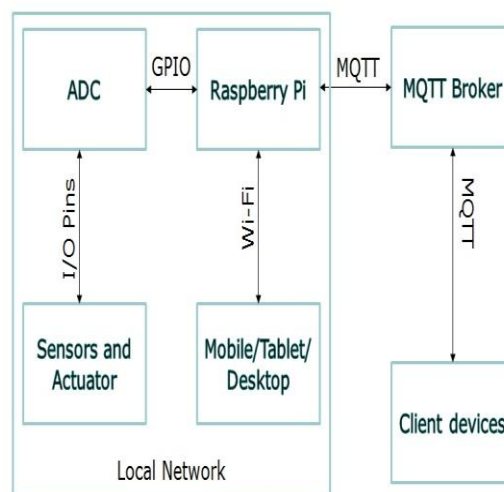 ADC
GPIO
Raspberry Pi
MQTT
MQTT Broker
I/O Pins
Wi-Fi
MQTT
Sensors and
Actuator
Mobile/Tablet/
Desktop
Client devices
Local Network